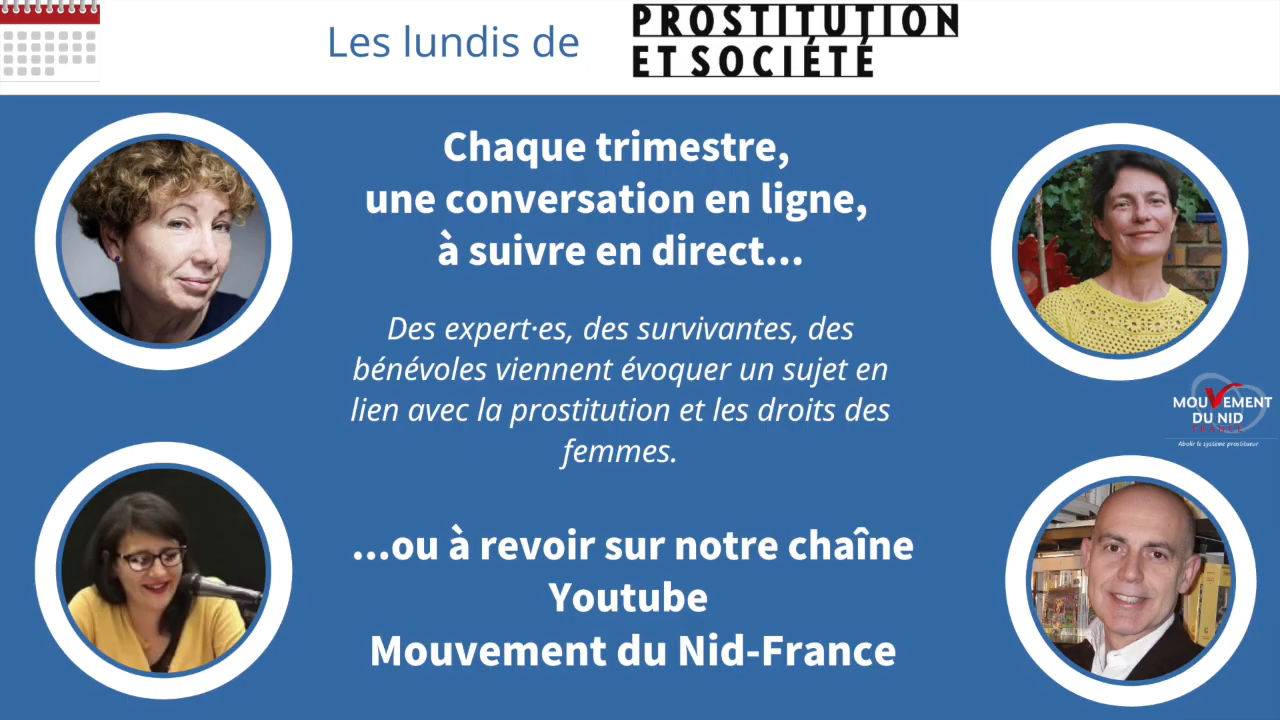 Les lundis de
PROSTITUTION
ET SOCIÉTÉ
Chaque trimestre,
une conversation en ligne,
à suivre en direct...
Des expert·es, des survivantes, des
bénévoles viennent évoquer un sujet en
lien avec la prostitution et les droits des
femmes.
MOUVEMENT
DU NID
FRANCE
Abolir le système prostitueur
...ou à revoir sur notre chaîne
Youtube
Mouvement du Nid-France